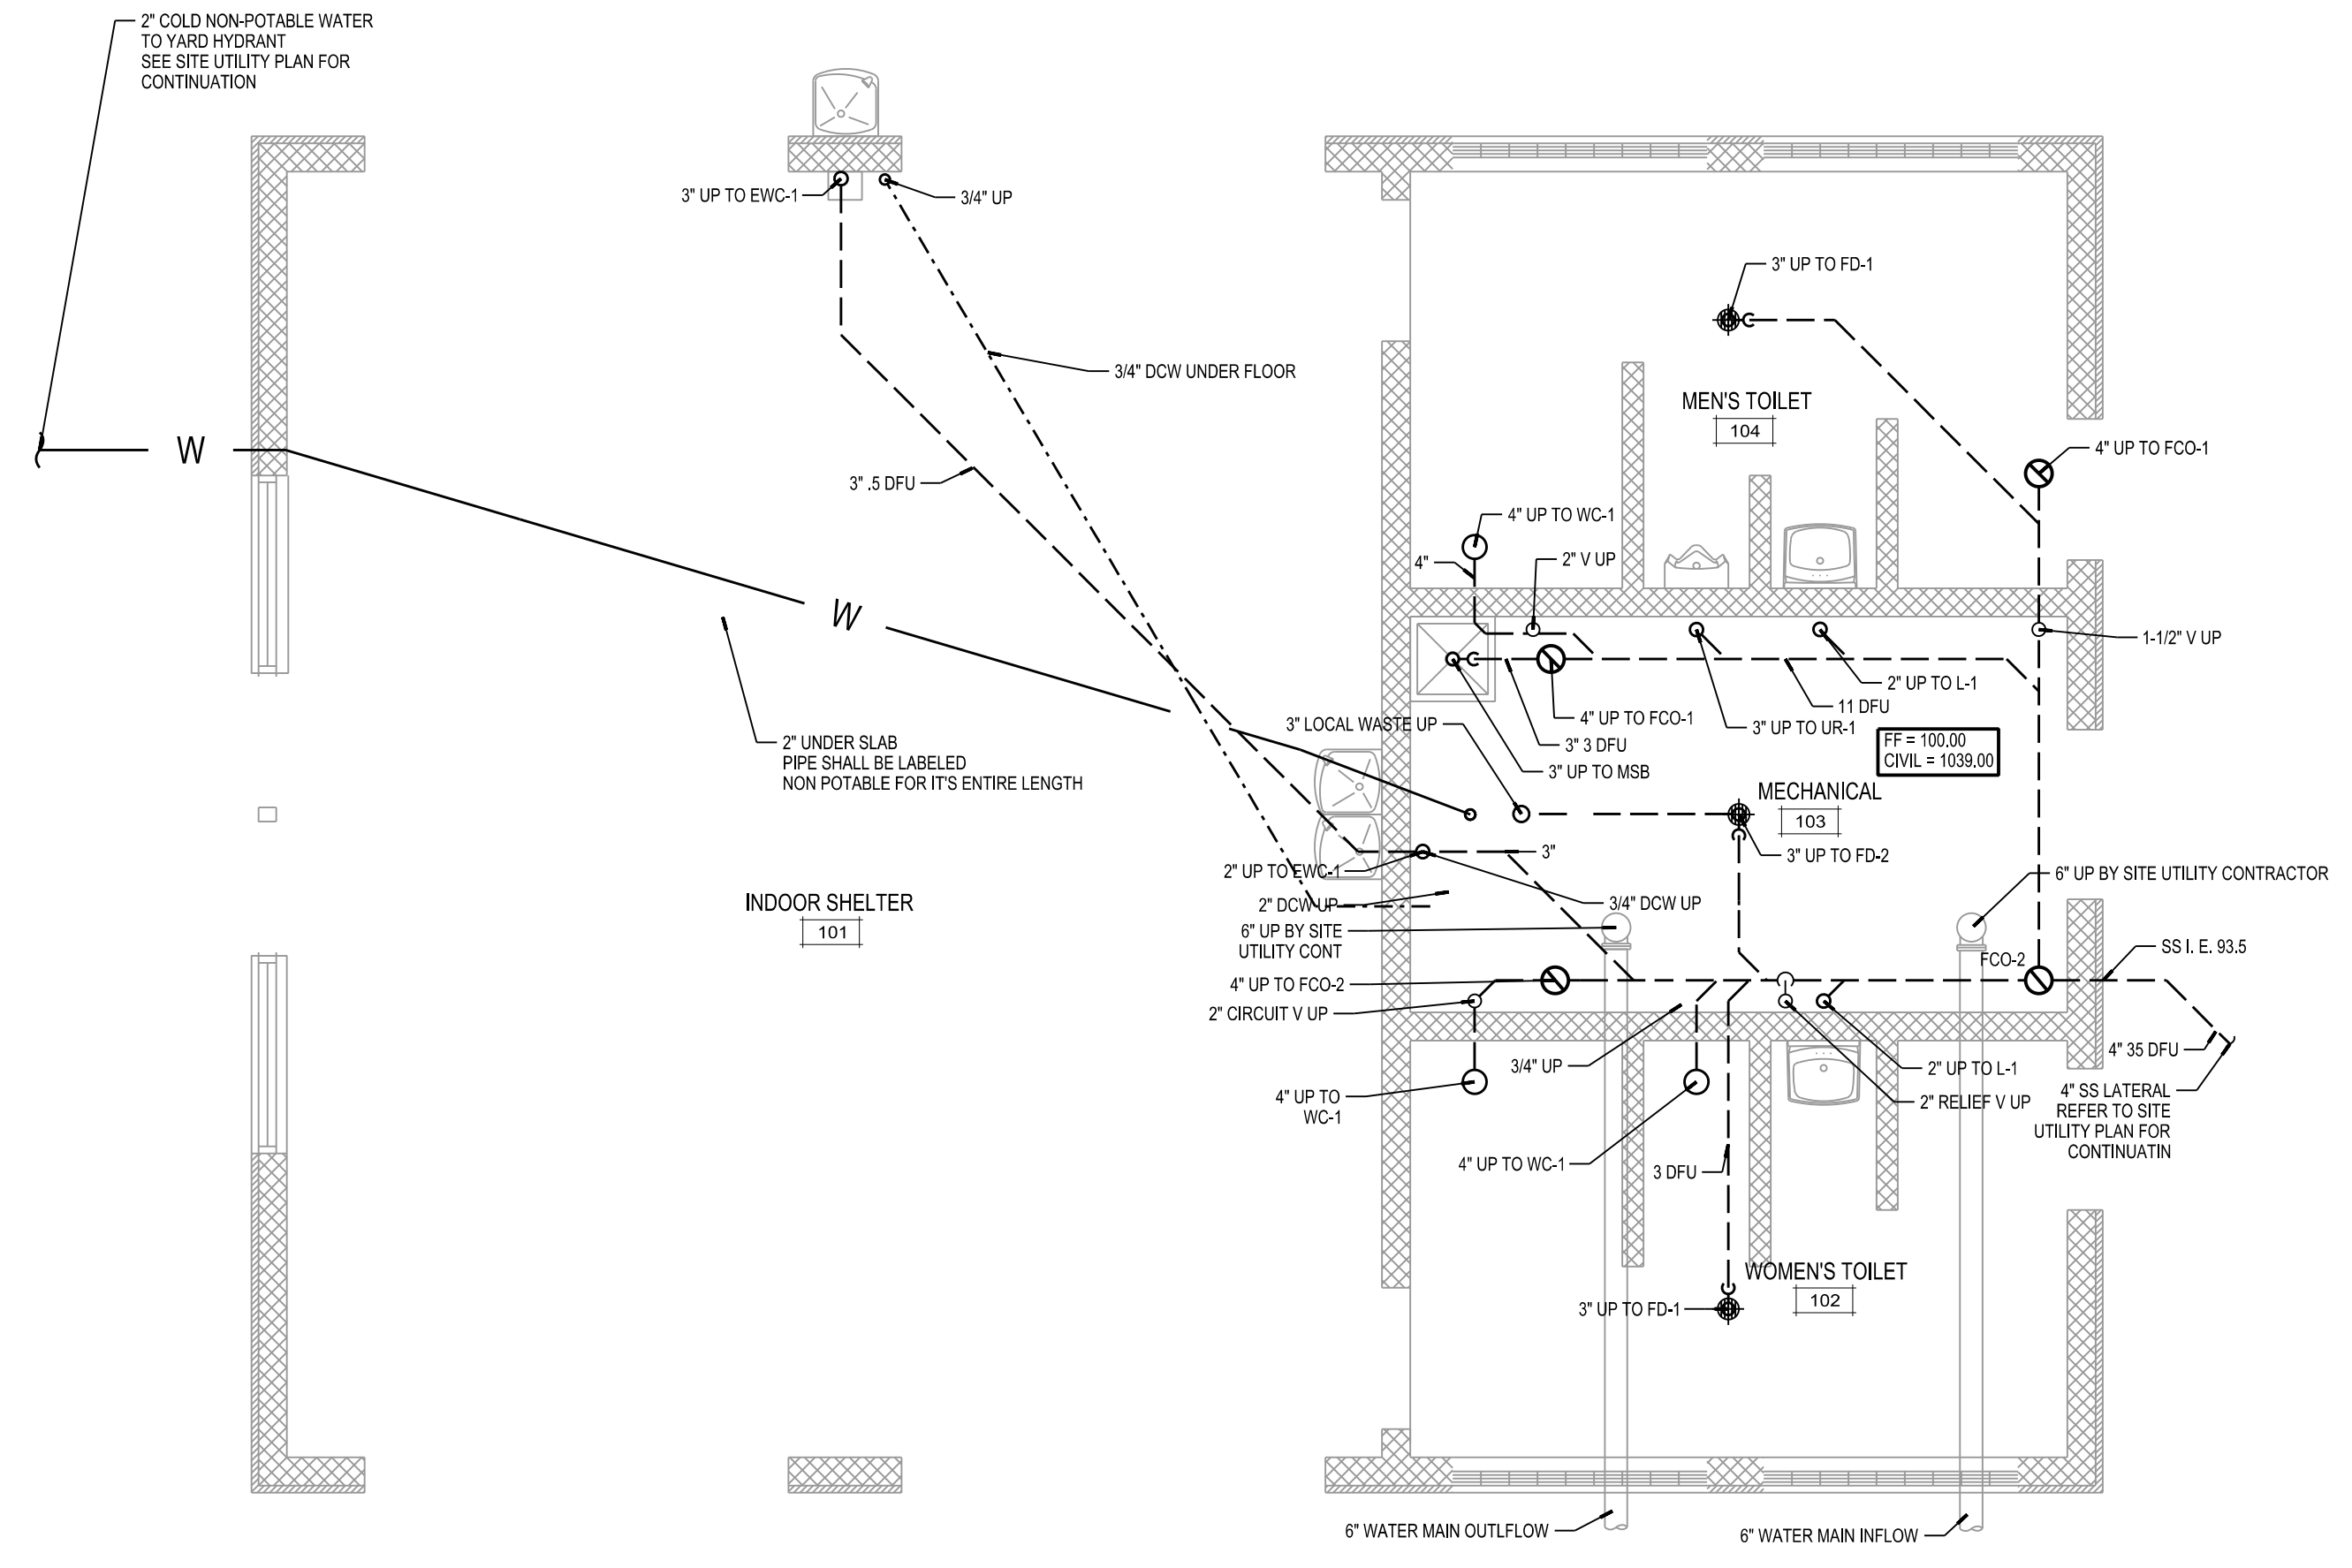 2" COLD NON-POTABLE WATER
TO YARD HYDRANT
SEE SITE UTILITY PLAN FOR
CONTINUATION
3" UP TO EWC-1
3/4" UP
3" UP TO FD-1
3/4" DCW UNDER FLOOR
MEN'S TOILET
104
W
4" UP TO FCO-1
3" .5 DFU
4" UP TO WC-1
4"
2" V UP
W
1-1/2" V UP
2" UP TO L-1
11 DFU
4" UP TO FCO-1
3" LOCAL WASTE UP
3" UP TO UR-1
3" 3 DFU
FF = 100.00
CIVIL = 1039.00
2" UNDER SLAB
PIPE SHALL BE LABELED
NON POTABLE FOR IT'S ENTIRE LENGTH
3" UP TO MSB
MECHANICAL
103
3"
3" UP TO FD-2
2" UP TO EWC-1
6" UP BY SITE UTILITY CONTRACTOR
INDOOR SHELTER
101
2" DCW UP
3/4" DCW UP
6" UP BY SITE
UTILITY CONT
SS I. E. 93.5
FCO-2
4" UP TO FCO-2
2" CIRCUIT V UP
3/4" UP
2" UP TO L-1
4" 35 DFU
4" UP TO
WC-1
2" RELIEF V UP
4" SS LATERAL
REFER TO SITE
UTILITY PLAN FOR
CONTINUATIN
4" UP TO WC-1
3 DFU
WOMEN'S TOILET
102
3" UP TO FD-1
6" WATER MAIN OUTLFLOW
6" WATER MAIN INFLOW